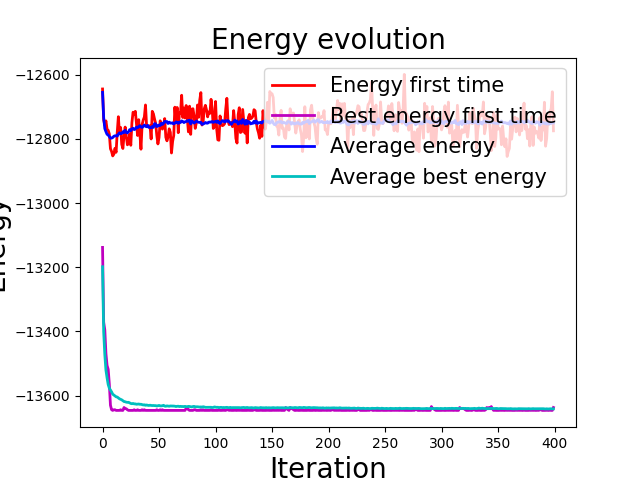 Energy evolution
Energy
−12600
−12800
−13000
−13200
−13400
−13600
Energy first time
Best energy first time
Average energy
Average best energy
0 50 100 150 200 250 300 350 400
Iteration